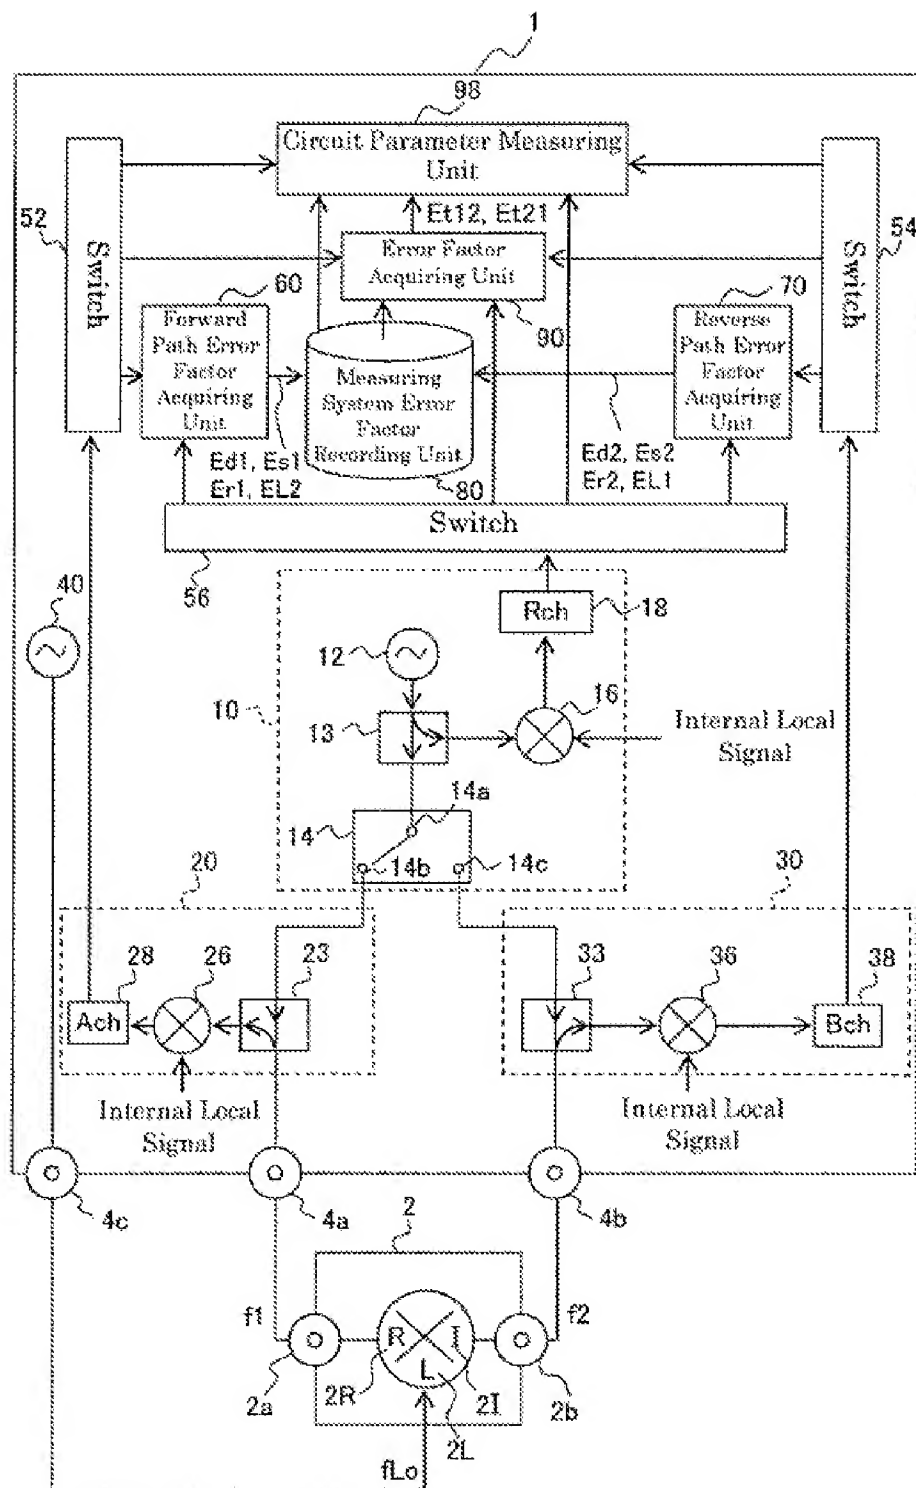 1
98
Circuit Parameter Measuring
Unit
52
Switch
Et12, Et21
54
Switch
Error Factor
Acquiring Unit
60
90
70
Forward
Path Error
Factor
Acquiring
Unit
Measuring
System Error
Factor
Recording Unit
Reverse
Path Error
Factor
Acquiring
Unit
Ed1, Es1
Er1, EL2
80
Ed2, Es2
Er2, EL1
Switch
56
40
Rch
18
12
10
13
16
Internal Local
Signal
14
14a
14b
14c
20
30
28
26
23
33
36
38
Ach
Bch
Internal Local
Signal
Internal Local
Signal
4c
4a
4b
2
f1
f2
R
I
L
2a
2R
2I
2b
2L
fLo